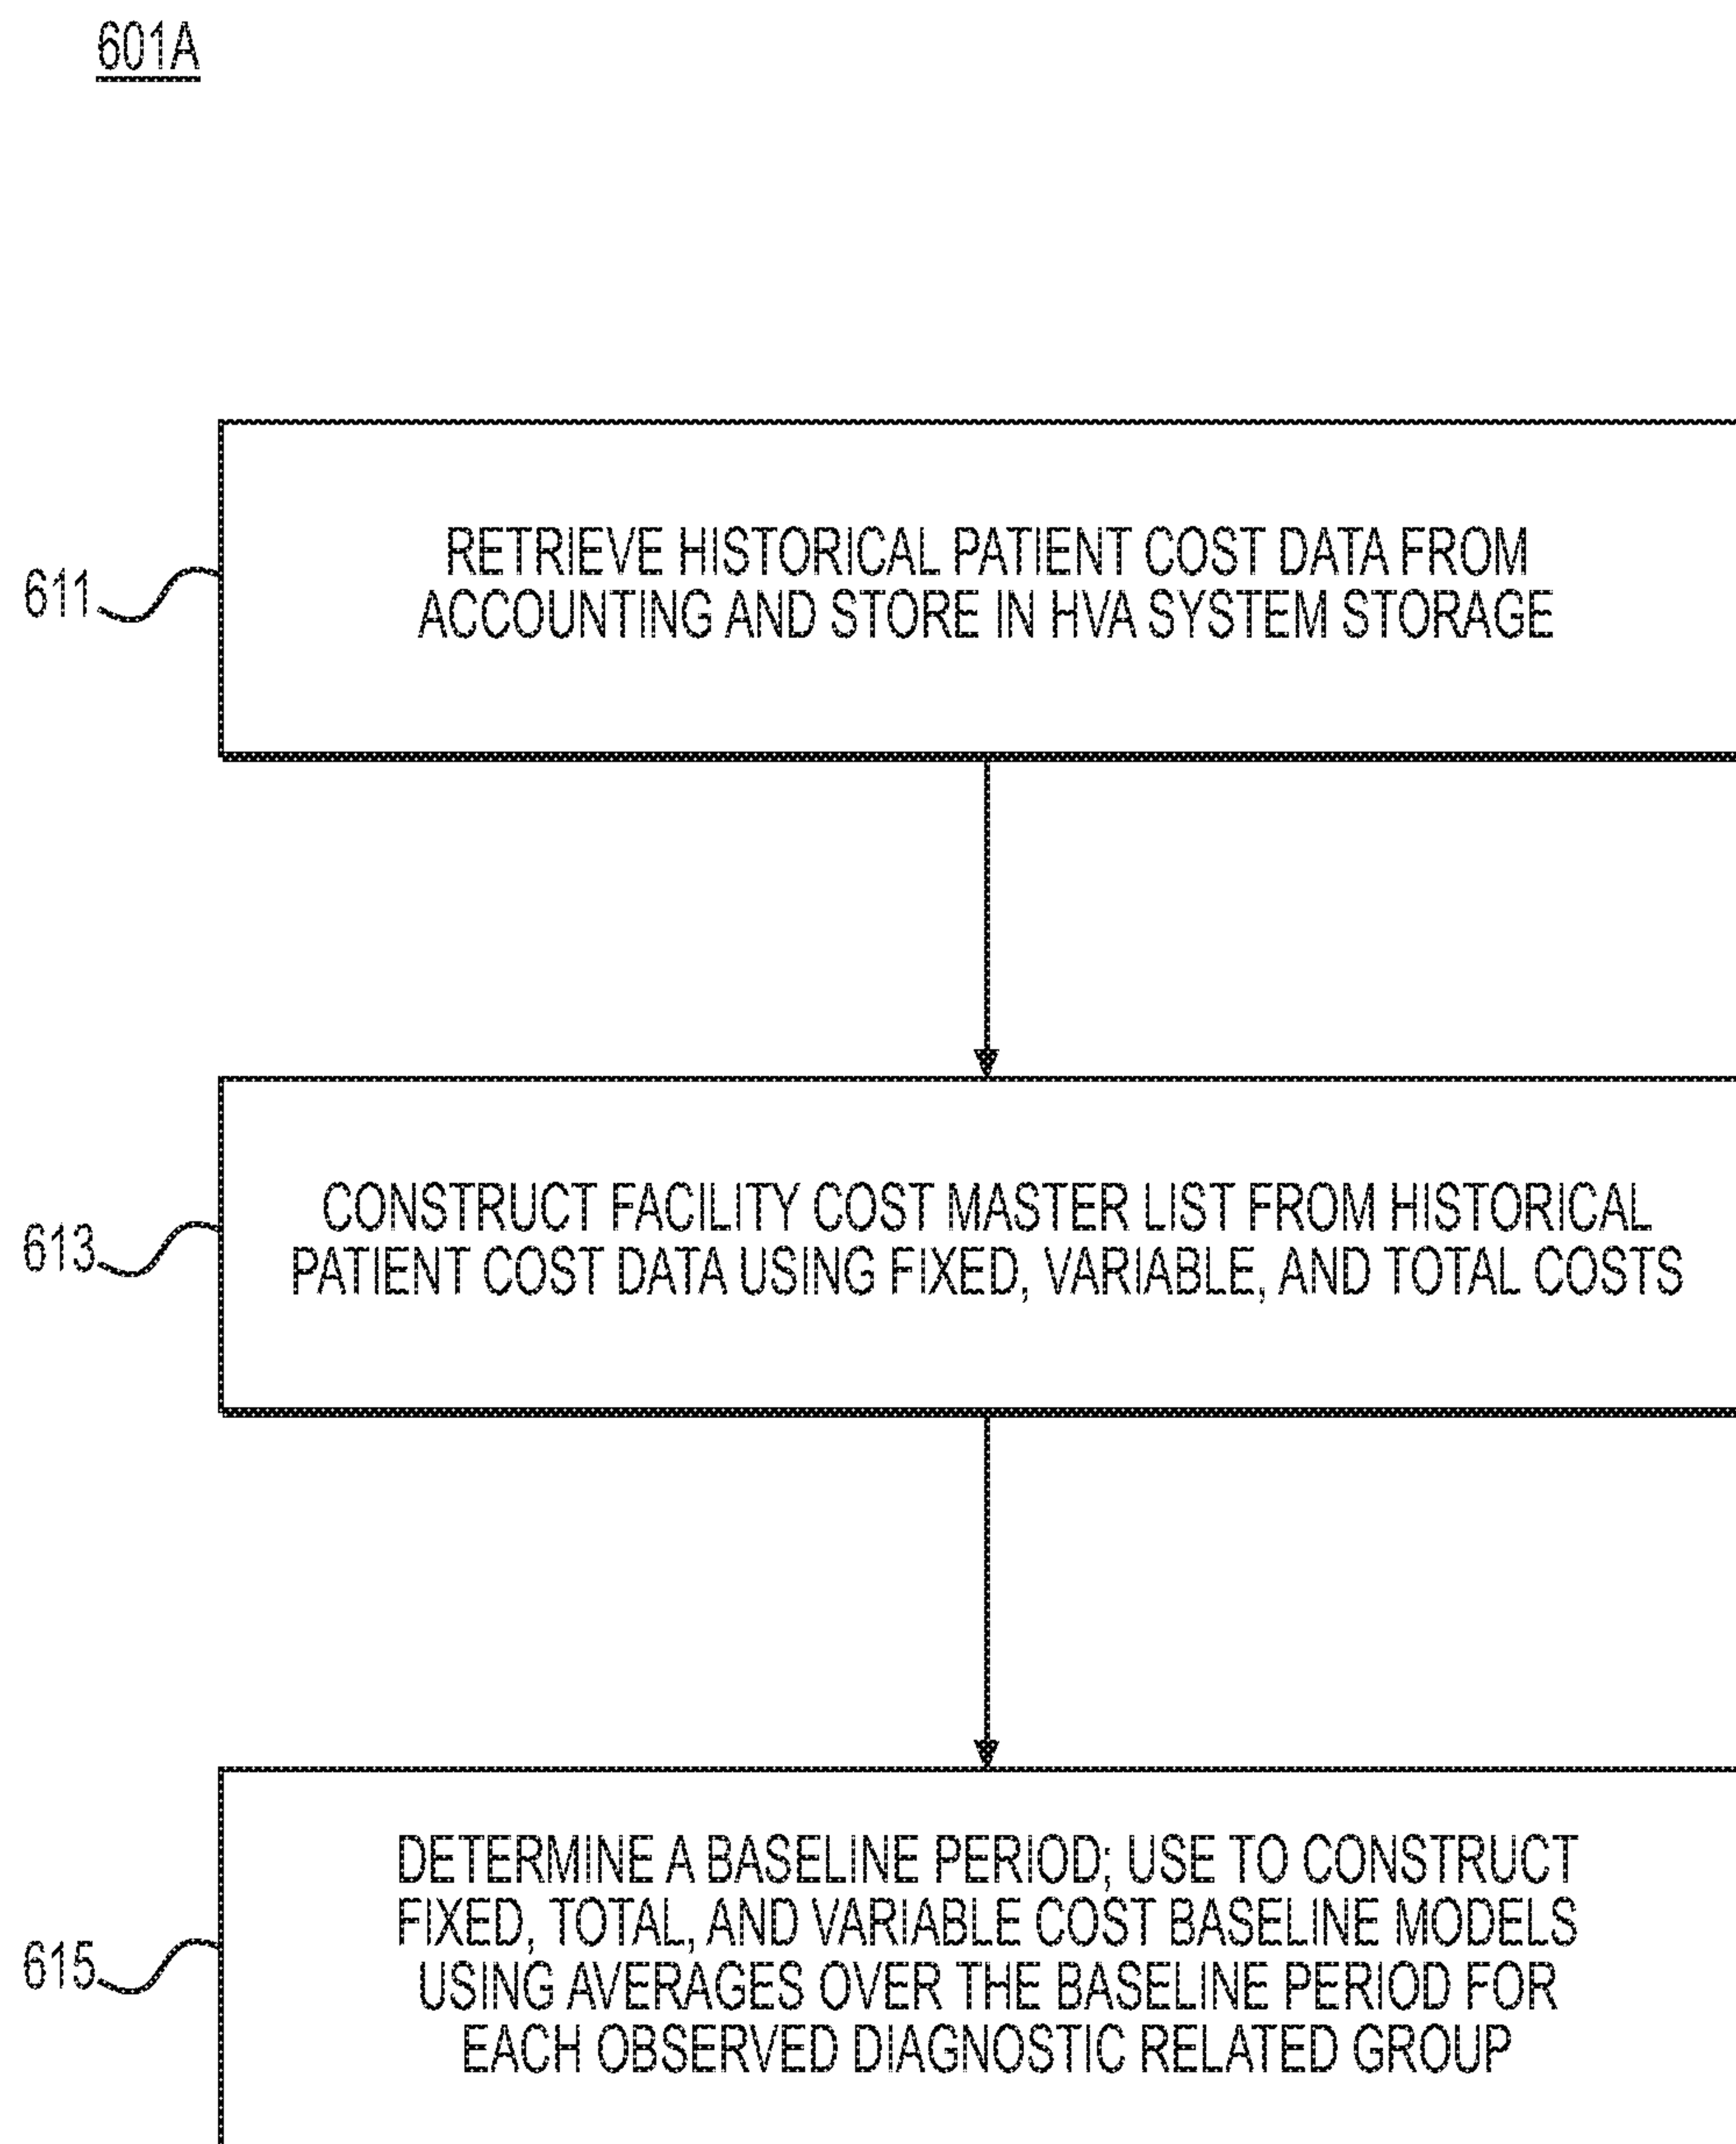 601A
611
RETRIEVE HISTORICAL PATIENT COST DATA FROM
ACCOUNTING AND STORE IN HVA SYSTEM STORAGE
613
CONSTRUCT FACILITY COST MASTER LIST FROM HISTORICAL
PATIENT COST DATA USING FIXED, VARIABLE, AND TOTAL COSTS
615
DETERMINE A BASELINE PERIOD; USE TO CONSTRUCT
FIXED, TOTAL, AND VARIABLE COST BASELINE MODELS
USING AVERAGES OVER THE BASELINE PERIOD FOR
EACH OBSERVED DIAGNOSTIC RELATED GROUP